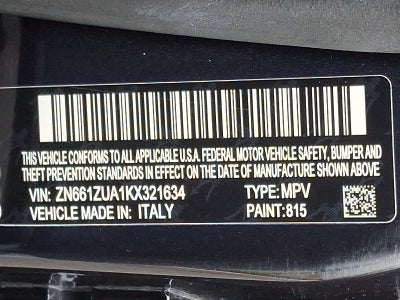 THIS VEHICLE CONFORMS TO ALL APPLICABLE U.S.A. FEDERAL MOTOR VEHICLE SAFETY, BUMPER AND
THEFT PREVENTION STANDARDS IN EFFECT ON THE DATE OF MANUFACTURE SHOWN ABOVE
VIN: ZN661ZUA1KX321634 TYPE: MPV
VEHICLE MADE IN: ITALY PAINT: 815